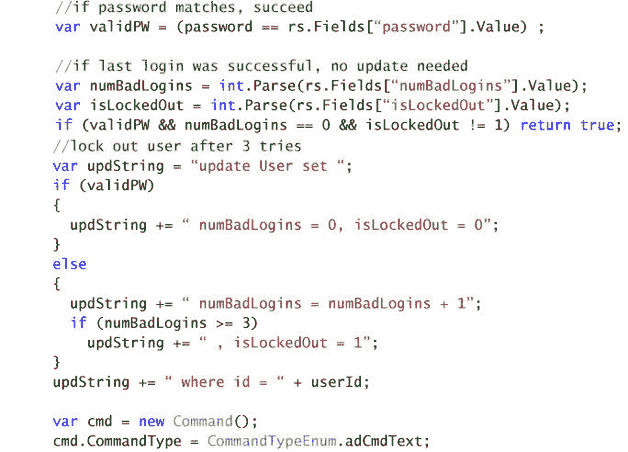 //if password matches, succeed
var validPW = (password == rs.Fields[“password”].Value) ;
//if last login was successful, no update needed
var numBadLogins = int.Parse(rs.Fields[“numBadLogins”].Value);
var isLockedOut = int.Parse(rs.Fields[“isLockedOut”].Value);
if (validPW && numBadLogins == 0 && isLockedOut != 1) return true;
//lock out user after 3 tries
var updString = “update User set “;
if (validPW)
{
updString += “ numBadLogins = 0, isLockedOut = 0”;
}
else
{
updString += “ numBadLogins = numBadLogins + 1”;
if (numBadLogins >= 3)
updString += “ , isLockedOut = 1”;
}
updString += “ where id = “ + userId;
var cmd = new Command();
cmd.CommandType = CommandTypeEnum.adCmdText;